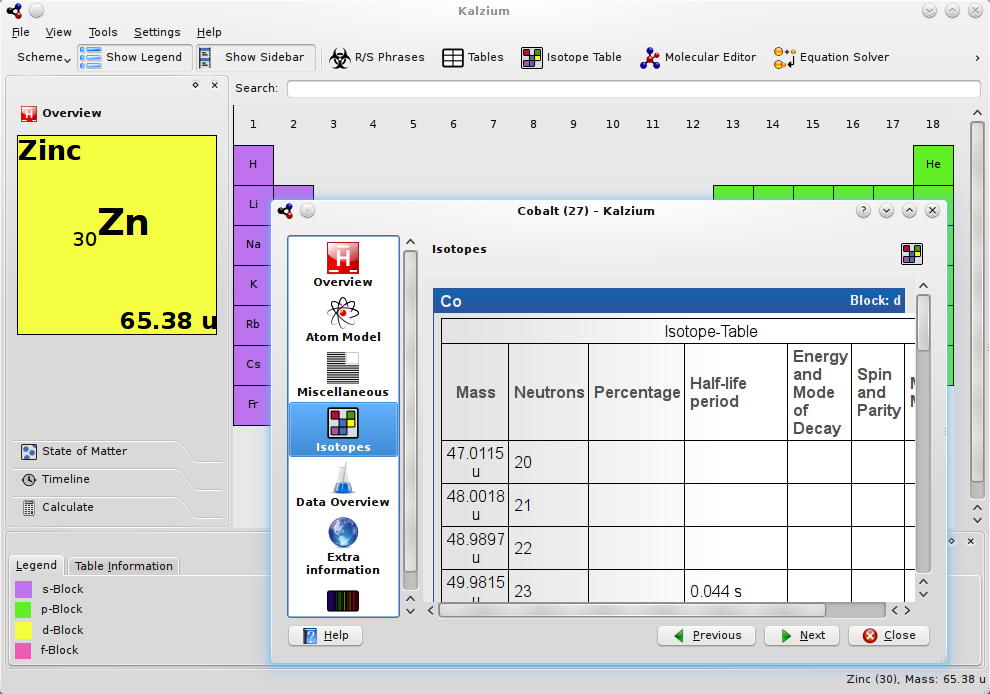 Kalzium
File View Tools Settings Help
Scheme Show Legend Show Sidebar R/S Phrases Tables Isotope Table Molecular Editor Equation Solver
Search:
Overview
Zinc
30Zn
65.38 u
State of Matter
Timeline
Calculate
1 2 3 4 5 6 7 8 9 10 11 12 13 14 15 16 17 18
H He
Li
Na
K
Rb
Cs
Fr
Cobalt (27) - Kalzium
Overview
Atom Model
Miscellaneous
Isotopes
Data Overview
Extra
information
Isotopes
Co Block: d
Isotope-Table
Mass Neutrons Percentage Half-life period Energy and Mode of Decay Spin and Parity
47.0115 u 20
48.0018 u 21
48.9897 u 22
49.9815 u 23 0.044 s
Help Previous Next Close
Legend Table Information
s-Block
p-Block
d-Block
f-Block
Zinc (30), Mass: 65.38 u